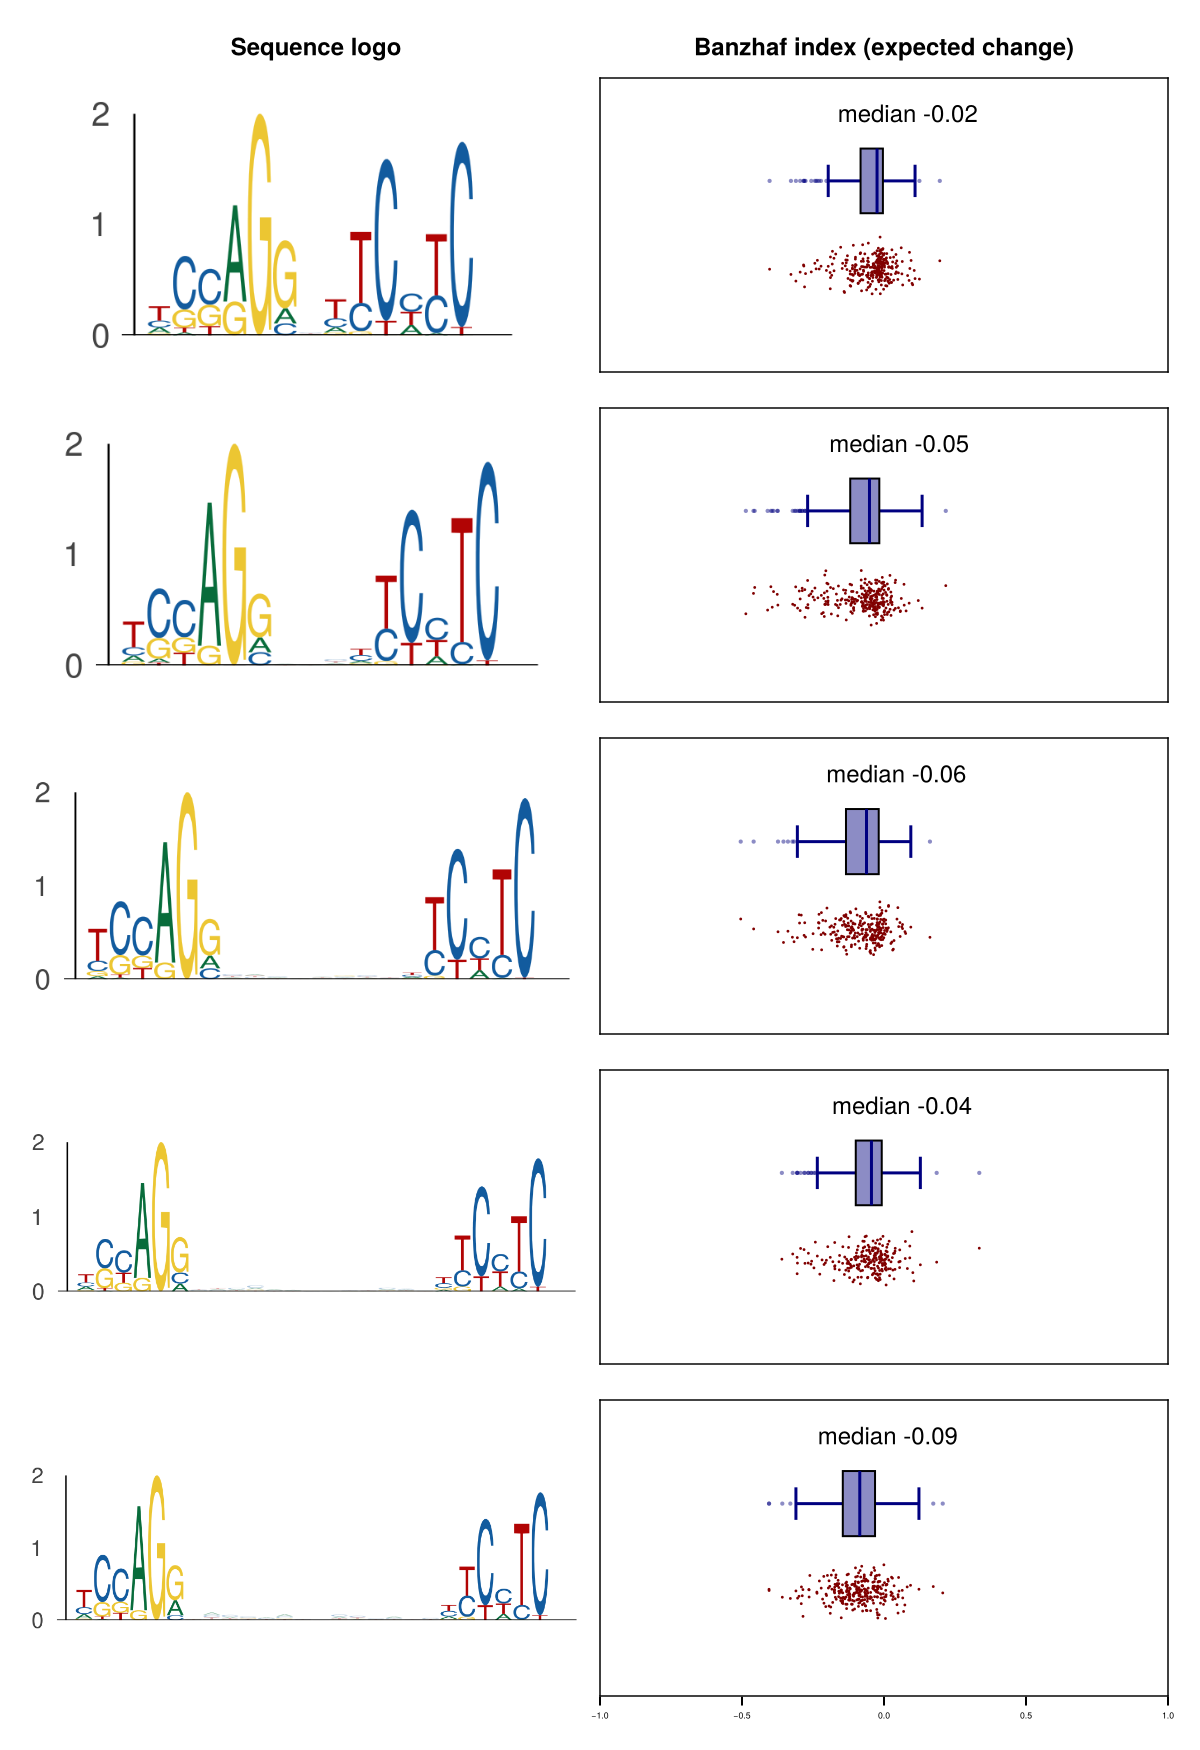 Sequence logo
Banzhaf index (expected change)
2
1
0
median -0.02
2
1
0
median -0.05
2
1
0
median -0.06
2
1
0
median -0.04
2
1
0
median -0.09
−1.0 −0.5 0.0 0.5 1.0